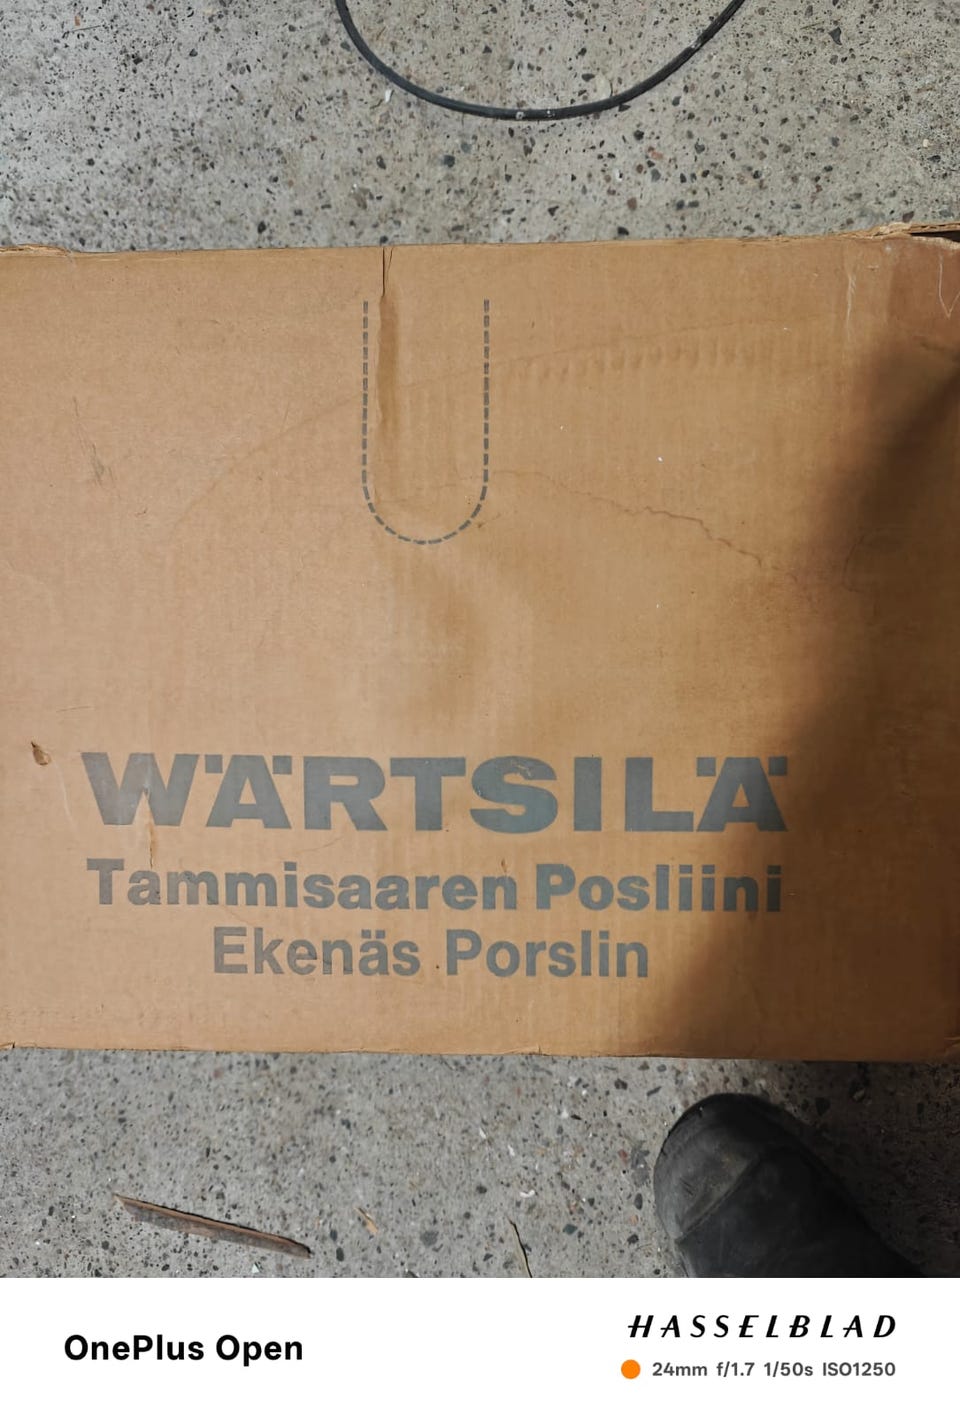 WÄRTSILÄ
Tammisaaren Posliini
Ekenäs Porslin
OnePlus Open
HASSELBLAD
24mm f/1.7 1/50s ISO1250